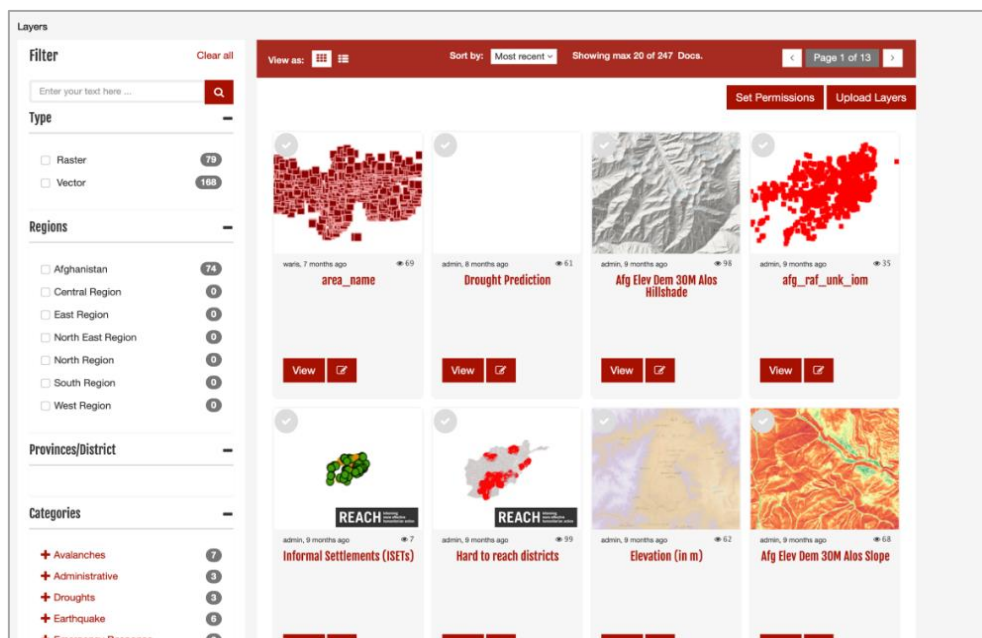 Layers
Filter
Clear all
Enter your text here ...
Type
Raster 79
Vector 168
Regions
Afghanistan 74
Central Region 0
East Region 0
North East Region 0
North Region 0
South Region 0
West Region 0
Provinces/District
Categories
Avalanches 7
Administrative 3
Droughts 3
Earthquake 6
View as:
Sort by: Most recent
Showing max 20 of 247 Docs.
Page 1 of 13
Set Permissions
Upload Layers
waris, 7 months ago 69
area_name
View
admin, 8 months ago 61
Drought Prediction
View
admin, 9 months ago 98
Afg Elev Dem 30M Alos
Hillshade
View
admin, 9 months ago 35
afg_raf_unk_iom
View
REACH
admin, 9 months ago 7
Informal Settlements (ISETs)
REACH
admin, 9 months ago 99
Hard to reach districts
admin, 9 months ago 62
Elevation (in m)
admin, 9 months ago 68
Afg Elev Dem 30M Alos Slope